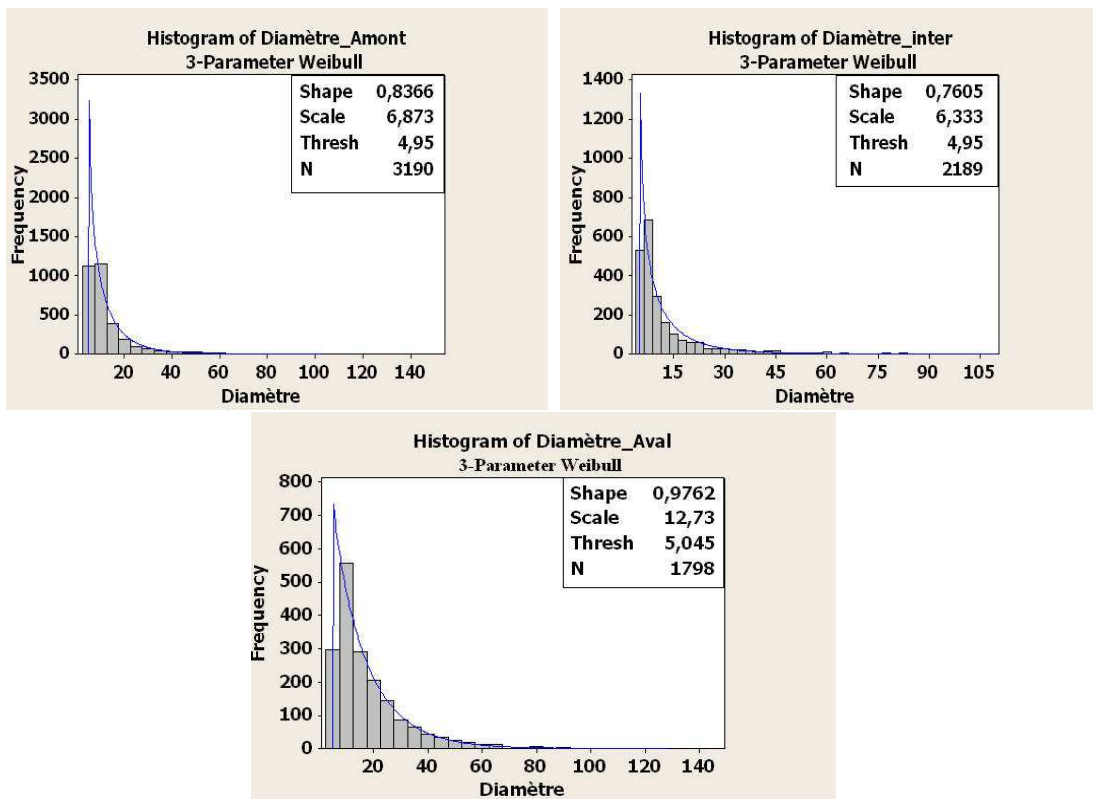 Histogram of Diamètre_Amont
3-Parameter Weibull
Shape 0,8366
Scale 6,873
Thresh 4,95
N 3190
Frequency
3500
3000
2500
2000
1500
1000
500
0
20 40 60 80 100 120 140
Diamètre
Histogram of Diamètre_inter
3-Parameter Weibull
Shape 0,7605
Scale 6,333
Thresh 4,95
N 2189
Frequency
1400
1200
1000
800
600
400
200
0
15 30 45 60 75 90 105
Diamètre
Histogram of Diamètre_Aval
3-Parameter Weibull
Shape 0,9762
Scale 12,73
Thresh 5,045
N 1798
Frequency
800
700
600
500
400
300
200
100
0
20 40 60 80 100 120 140
Diamètre